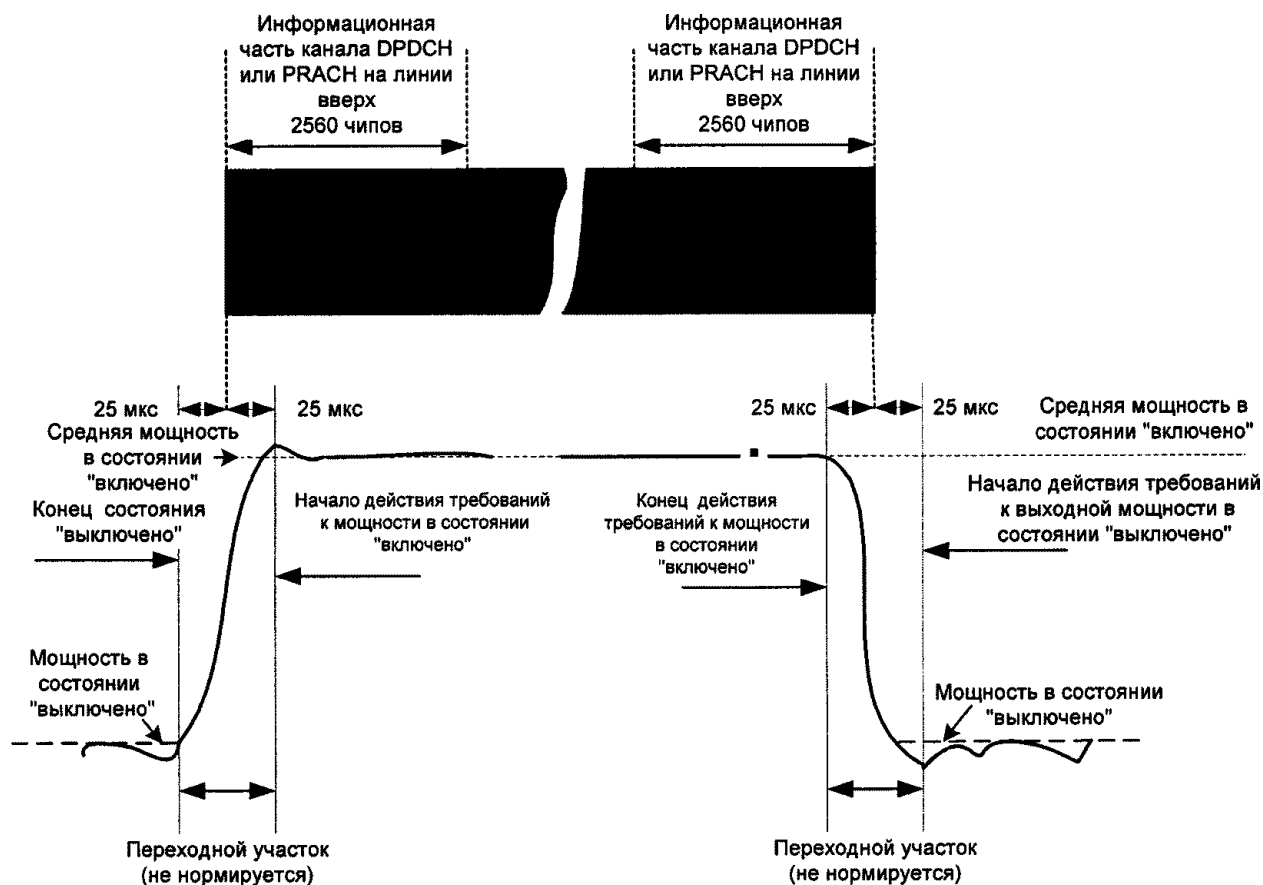 Информационная
часть канала DPDCH
или PRACH на линии
вверх
2560 чипов
Информационная
часть канала DPDCH
или PRACH на линии
вверх
2560 чипов
25 мкс
25 мкс
25 мкс
25 мкс
Средняя мощность
в состоянии
"включено"
Средняя мощность в
состоянии "включено"
Конец состояния
"выключено"
Начало действия требований
к мощности в состоянии
"включено"
Конец действия
требований к мощности
в состоянии
"включено"
Начало действия требований
к выходной мощности в
состоянии "выключено"
Мощность в
состоянии
"выключено"
Мощность в состоянии
"выключено"
Переходной участок
(не нормируется)
Переходной участок
(не нормируется)